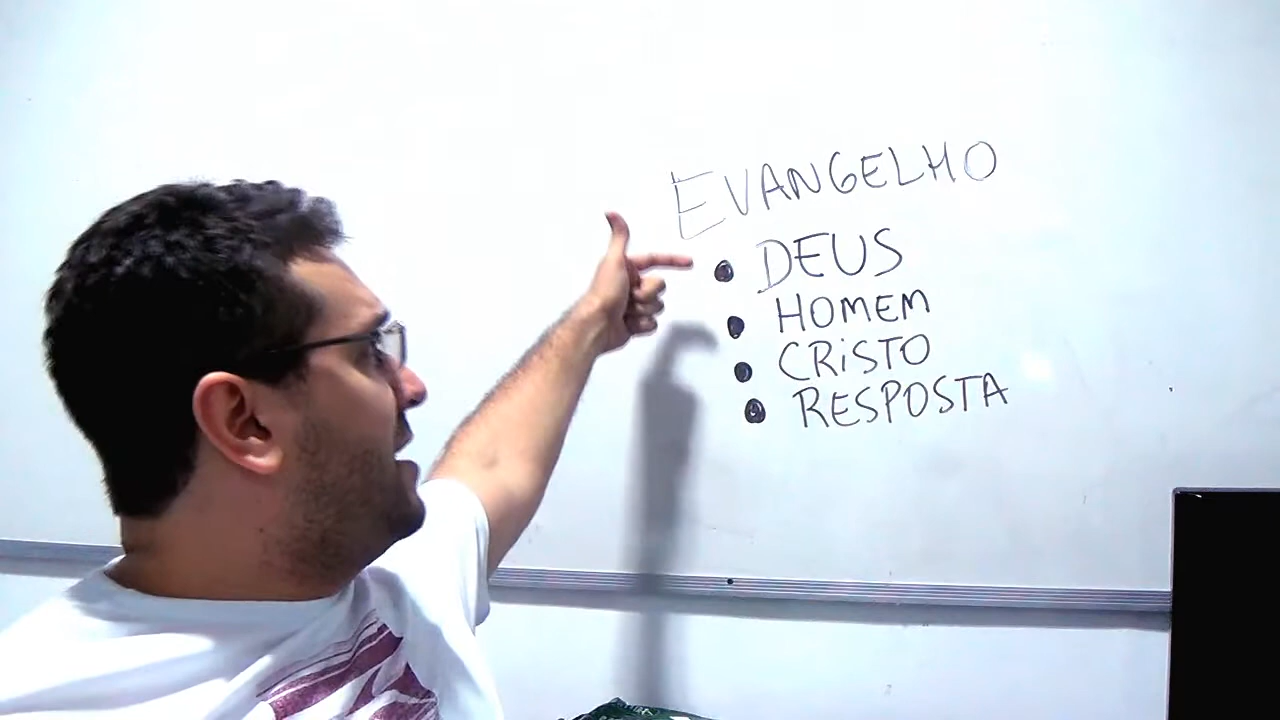 EVANGELHO
• DEUS
• HOMEM
• CRiSTO
• RESPOSTA